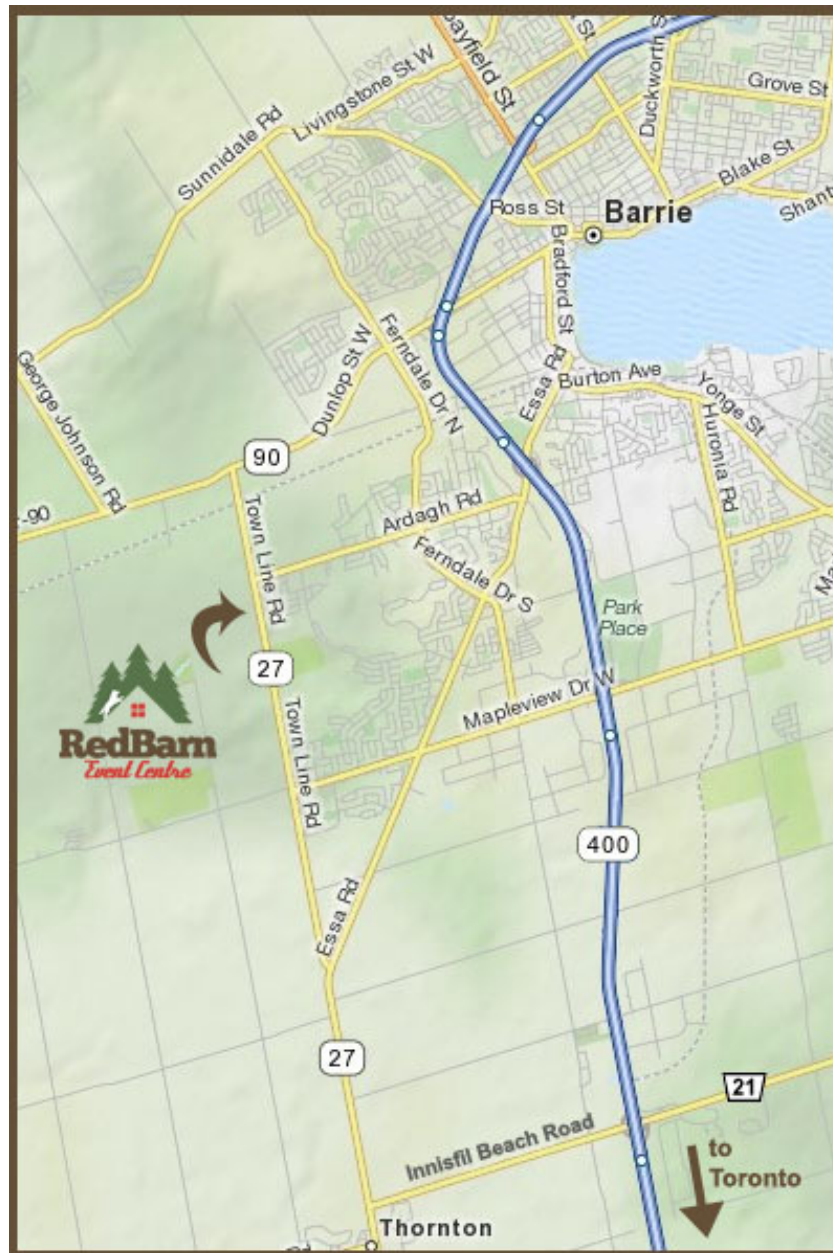 Bayfield St
Livingstone St W
Sunnidale Rd
Duckworth S
Grove St
Blake St
Shant
Ross St
Barrie
Bradford St
Ferndale Dr N
Dunlop St W
Essa Rd
Burton Ave
Yonge St
Huronia Rd
George Johnson Rd
90
-90
Ardagh Rd
Town Line Rd
Ferndale Dr S
Park
Place
27
Mapleview Dr W
RedBarn
Event Centre
Town Line Rd
400
Essa Rd
27
21
Innisfil Beach Road
to
Toronto
Thornton